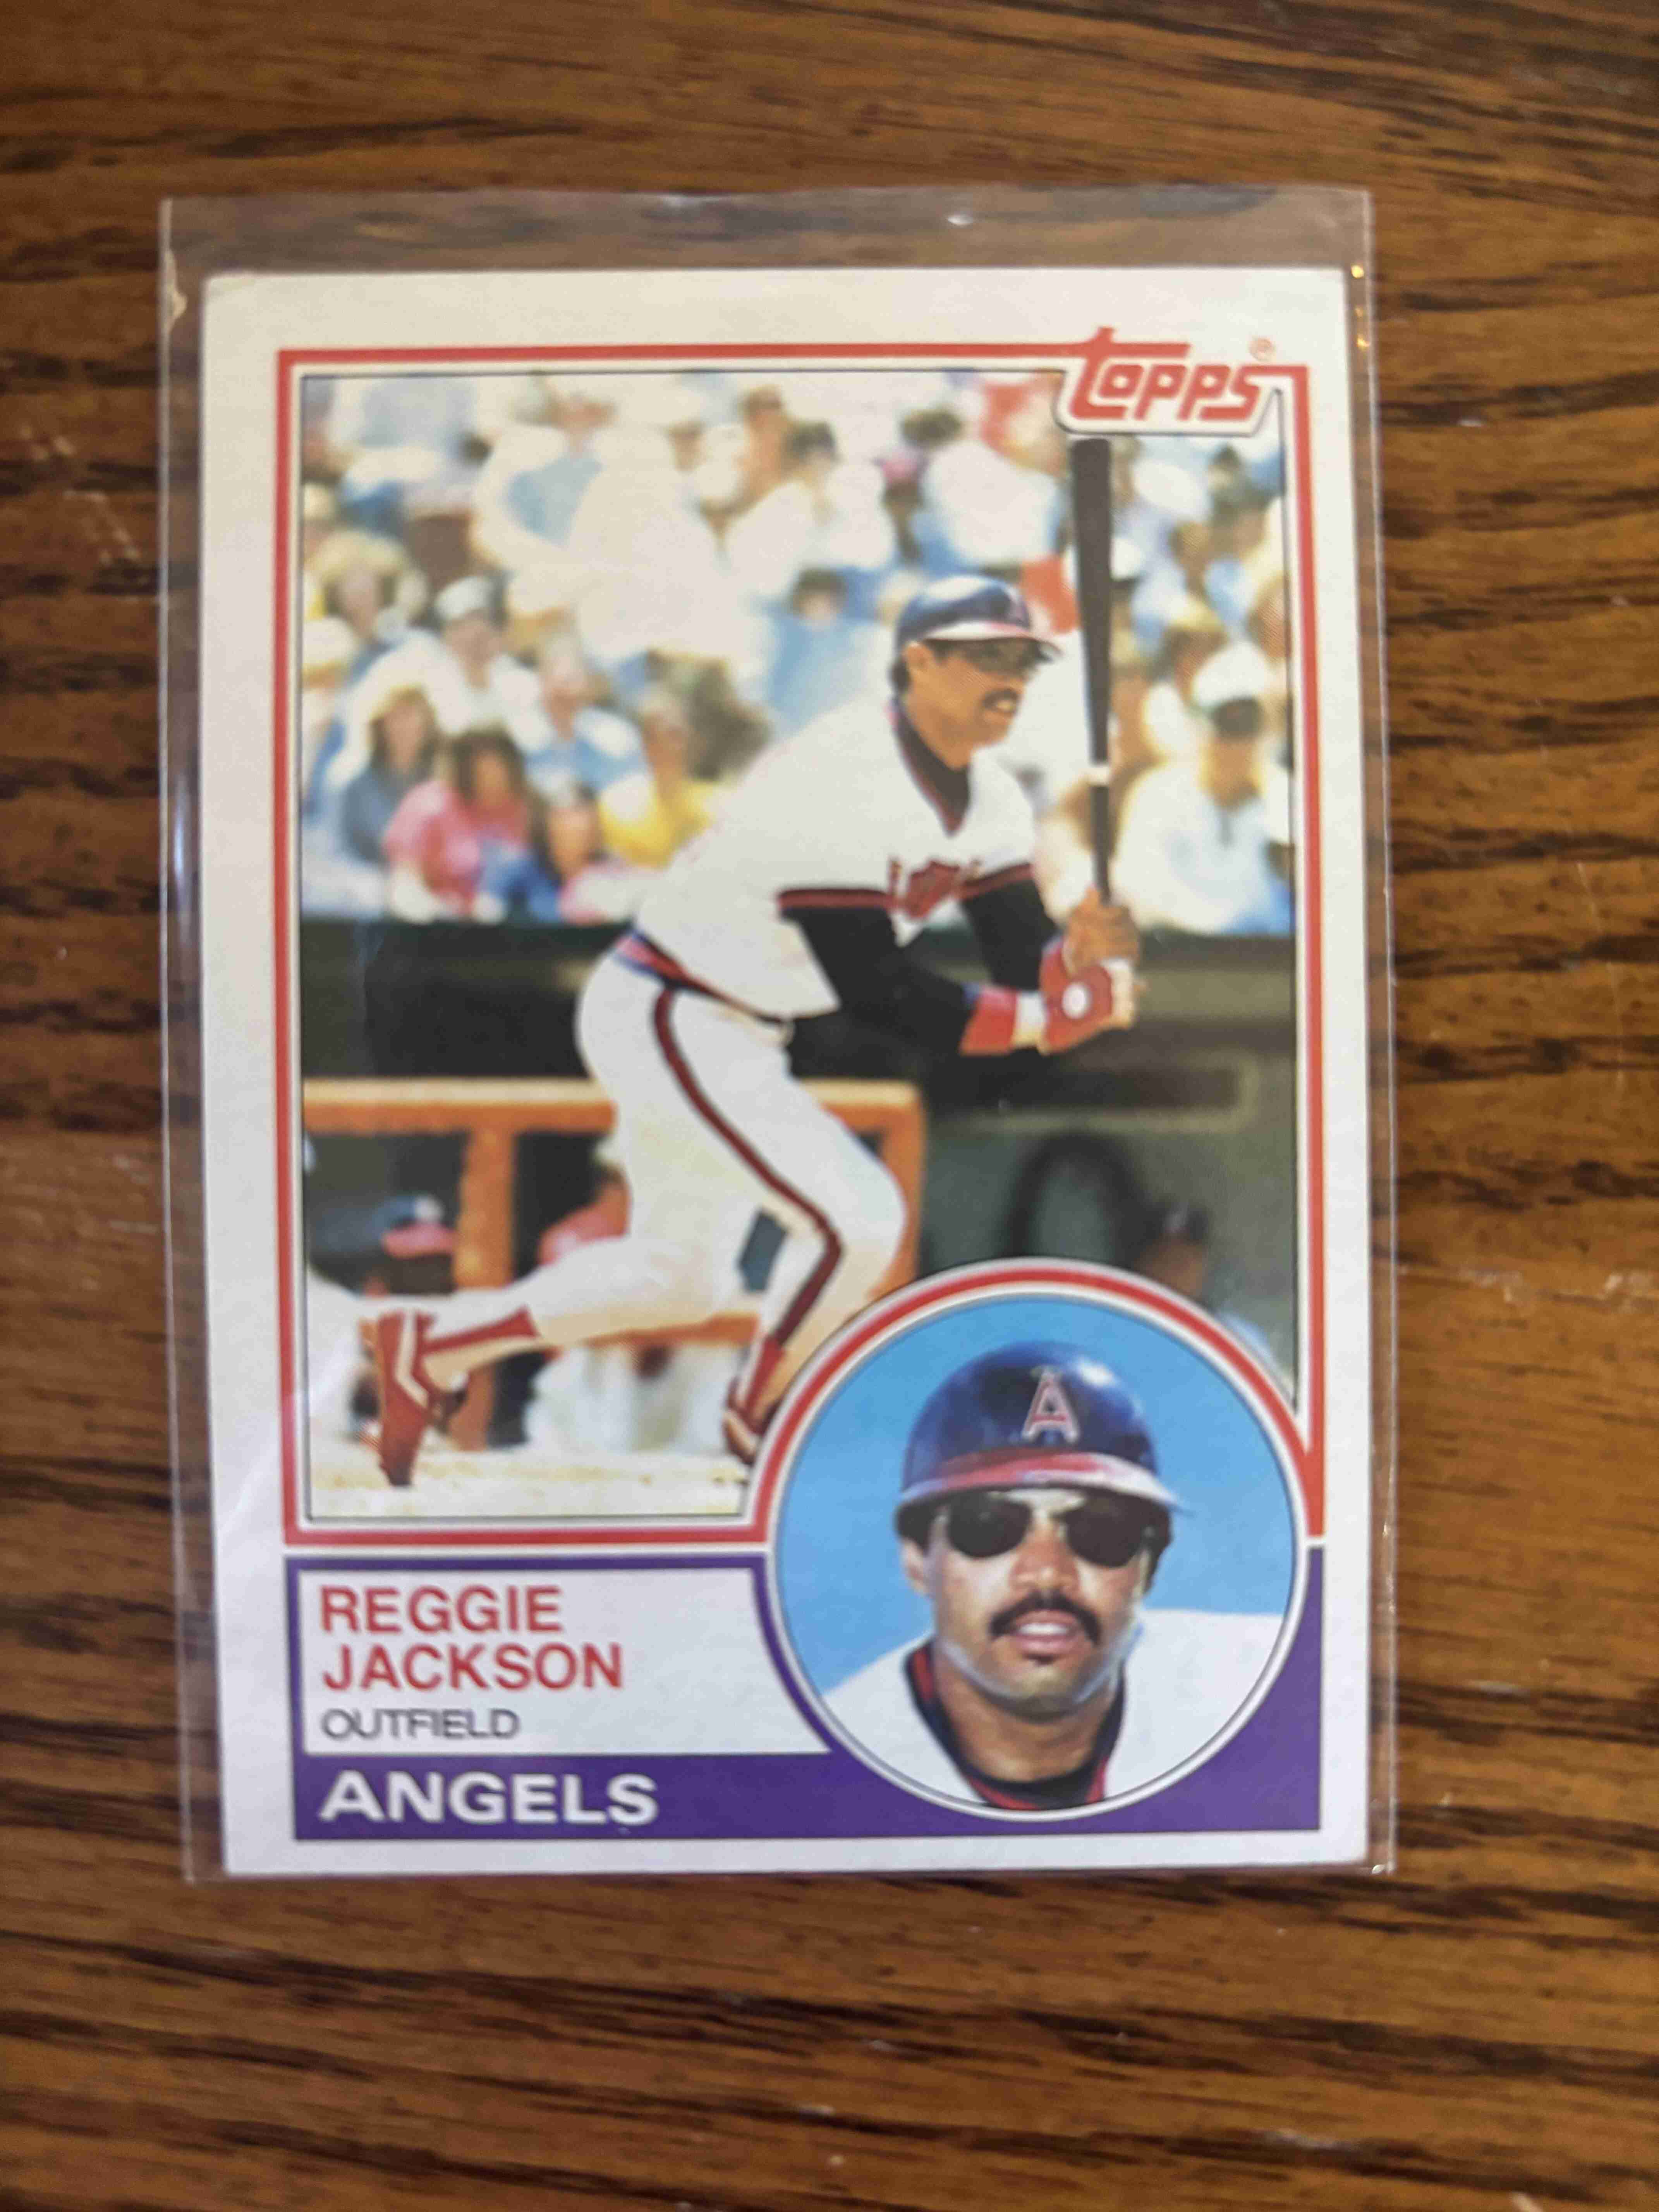 Topps®
A
REGGIE
JACKSON
OUTFIELD
ANGELS